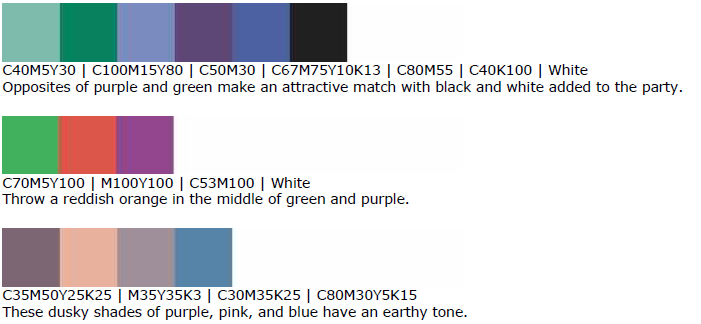 C40M5Y30 | C100M15Y80 | C50M30 | C67M75Y10K13 | C80M55 | C40K100 | White
Opposites of purple and green make an attractive match with black and white added to the party.
C70M5Y100 | M100Y100 | C53M100 | White
Throw a reddish orange in the middle of green and purple.
C35M50Y25K25 | M35Y35K3 | C30M35K25 | C80M30Y5K15
These dusky shades of purple, pink, and blue have an earthy tone.